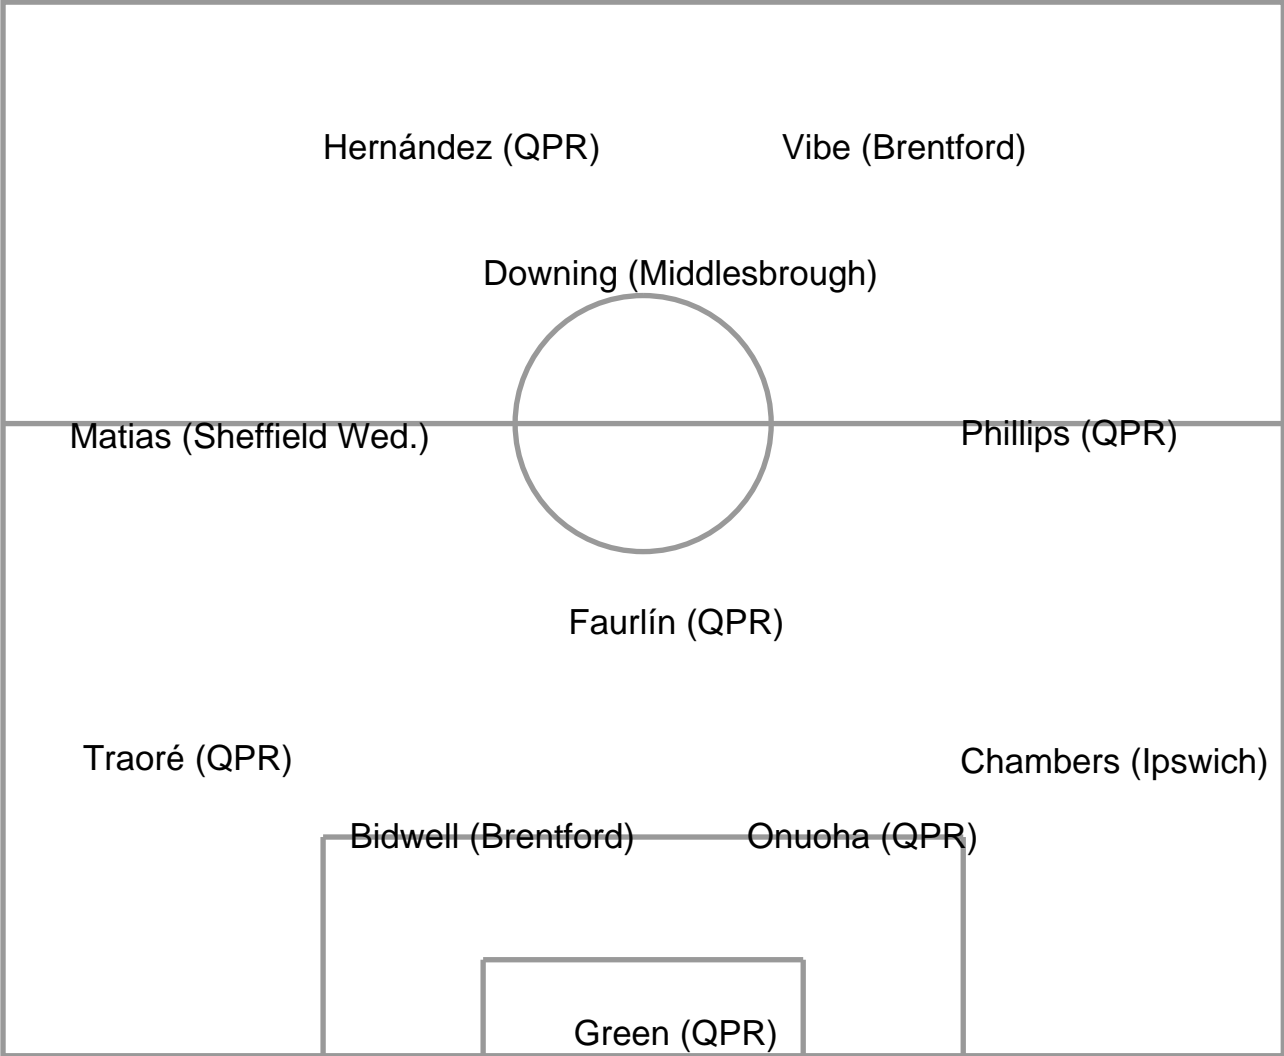 Hernández (QPR)
Vibe (Brentford)
Downing (Middlesbrough)
Matias (Sheffield Wed.)
Phillips (QPR)
Faurlín (QPR)
Traoré (QPR)
Chambers (Ipswich)
Bidwell (Brentford)
Onuoha (QPR)
Green (QPR)